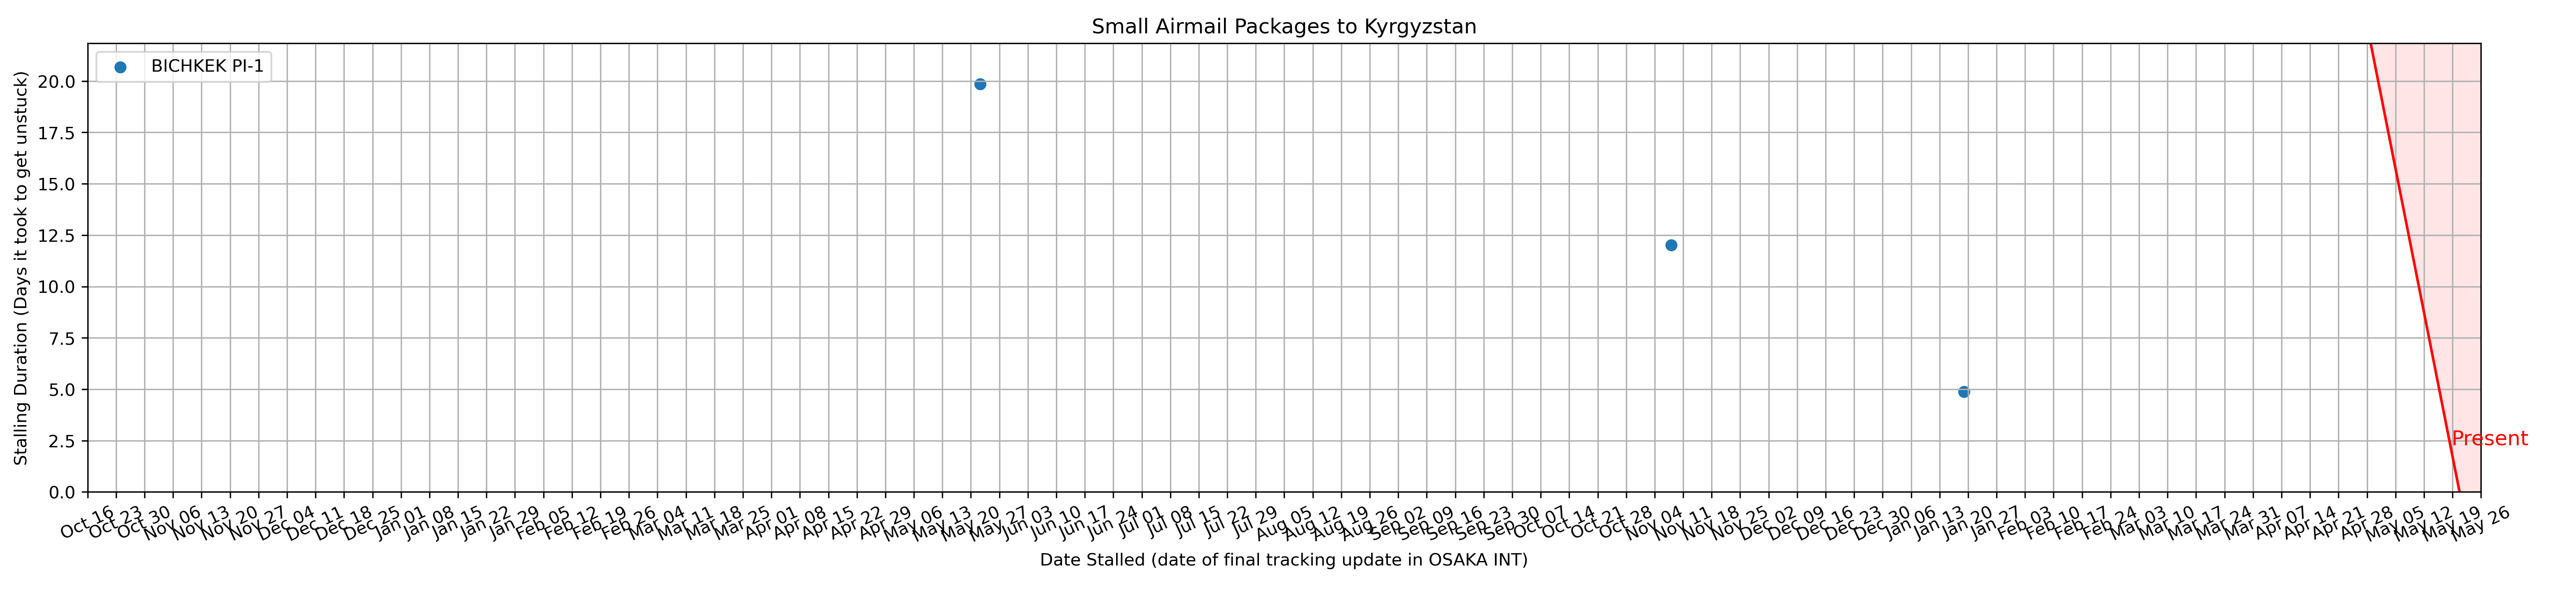 Small Airmail Packages to Kyrgyzstan
BICHKEK PI-1
Stalling Duration (Days it took to get unstuck)
20.0
17.5
15.0
12.5
10.0
7.5
5.0
2.5
0.0
Present
Oct 16 Oct 23 Oct 30 Nov 06 Nov 13 Nov 20 Nov 27 Dec 04 Dec 11 Dec 18 Dec 25 Jan 01 Jan 08 Jan 15 Jan 22 Jan 29 Feb 05 Feb 12 Feb 19 Feb 26 Mar 04 Mar 11 Mar 18 Mar 25 Apr 01 Apr 08 Apr 15 Apr 22 Apr 29 May 06 May 13 May 20 May 27 Jun 03 Jun 10 Jun 17 Jun 24 Jul 01 Jul 08 Jul 15 Jul 22 Jul 29 Aug 05 Aug 12 Aug 19 Aug 26 Sep 02 Sep 09 Sep 16 Sep 23 Sep 30 Oct 07 Oct 14 Oct 21 Oct 28 Nov 04 Nov 11 Nov 18 Nov 25 Dec 02 Dec 09 Dec 16 Dec 23 Dec 30 Jan 06 Jan 13 Jan 20 Jan 27 Feb 03 Feb 10 Feb 17 Feb 24 Mar 03 Mar 10 Mar 17 Mar 24 Mar 31 Apr 07 Apr 14 Apr 21 Apr 28 May 05 May 12 May 19 May 26
Date Stalled (date of final tracking update in OSAKA INT)